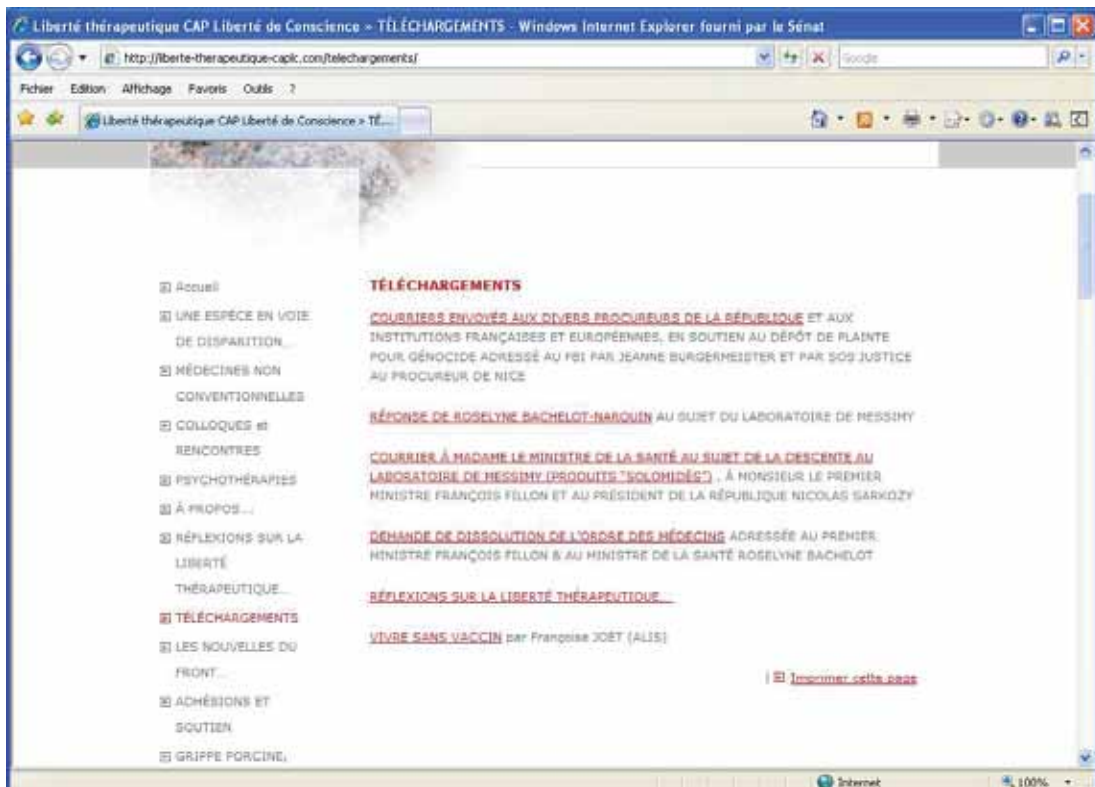 Liberté thérapeutique CAP Liberté de Conscience » TÉLÉCHARGEMENTS - Windows Internet Explorer fourni par le Sénat
http://liberte-therapeutique-caplc.com/telechargements/
Google
Fichier Edition Affichage Favoris Outils ?
Liberté thérapeutique CAP Liberté de Conscience » TÉ...
Accueil
UNE ESPÈCE EN VOIE
DE DISPARITION...
MÉDECINES NON
CONVENTIONNELLES
COLLOQUES et
RENCONTRES
PSYCHOTHÉRAPIES
À PROPOS...
RÉFLEXIONS SUR LA
LIBERTÉ
THÉRAPEUTIQUE...
TÉLÉCHARGEMENTS
LES NOUVELLES DU
FRONT...
ADHÉSIONS ET
SOUTIEN
GRIPPE PORCINE,
TÉLÉCHARGEMENTS
COURRIERS ENVOYÉS AUX DIVERS PROCUREURS DE LA RÉPUBLIQUE ET AUX
INSTITUTIONS FRANÇAISES ET EUROPÉENNES, EN SOUTIEN AU DÉPÔT DE PLAINTE
POUR GÉNOCIDE ADRESSÉ AU FBI PAR JEANNE BURGERMEISTER ET PAR SOS JUSTICE
AU PROCUREUR DE NICE
RÉPONSE DE ROSELYNE BACHELOT-NARQUIN AU SUJET DU LABORATOIRE DE MESSIMY
COURRIER À MADAME LE MINISTRE DE LA SANTÉ AU SUJET DE LA DESCENTE AU
LABORATOIRE DE MESSIMY (PRODUITS "SOLOMIDÈS") , À MONSIEUR LE PREMIER
MINISTRE FRANÇOIS FILLON ET AU PRÉSIDENT DE LA RÉPUBLIQUE NICOLAS SARKOZY
DEMANDE DE DISSOLUTION DE L'ORDRE DES MÉDECINS ADRESSÉE AU PREMIER
MINISTRE FRANÇOIS FILLON & AU MINISTRE DE LA SANTÉ ROSELYNE BACHELOT
RÉFLEXIONS SUR LA LIBERTÉ THÉRAPEUTIQUE...
VIVRE SANS VACCIN par Françoise JOËT (ALIS)
| Imprimer cette page
Internet
100%